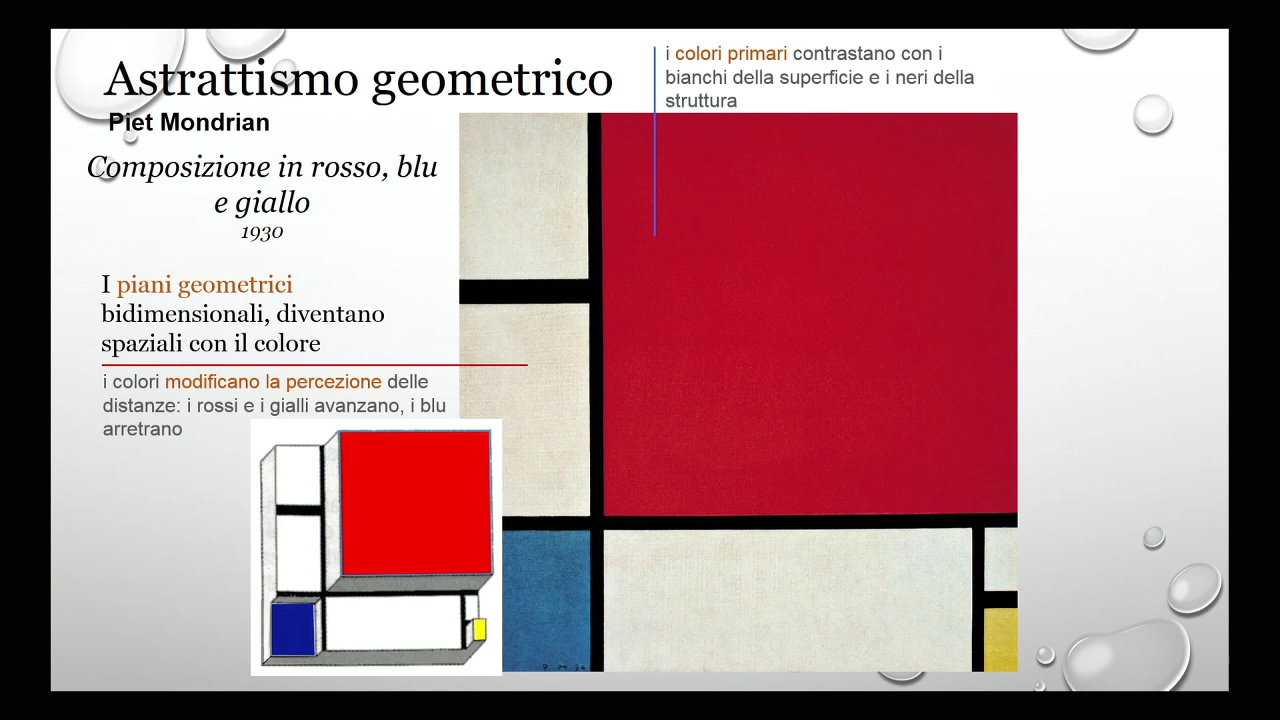 Astrattismo geometrico
Piet Mondrian
Composizione in rosso, blu
e giallo
1930
I piani geometrici
bidimensionali, diventano
spaziali con il colore
i colori modificano la percezione delle
distanze: i rossi e i gialli avanzano, i blu
arretrano
i colori primari contrastano con i
bianchi della superficie e i neri della
struttura